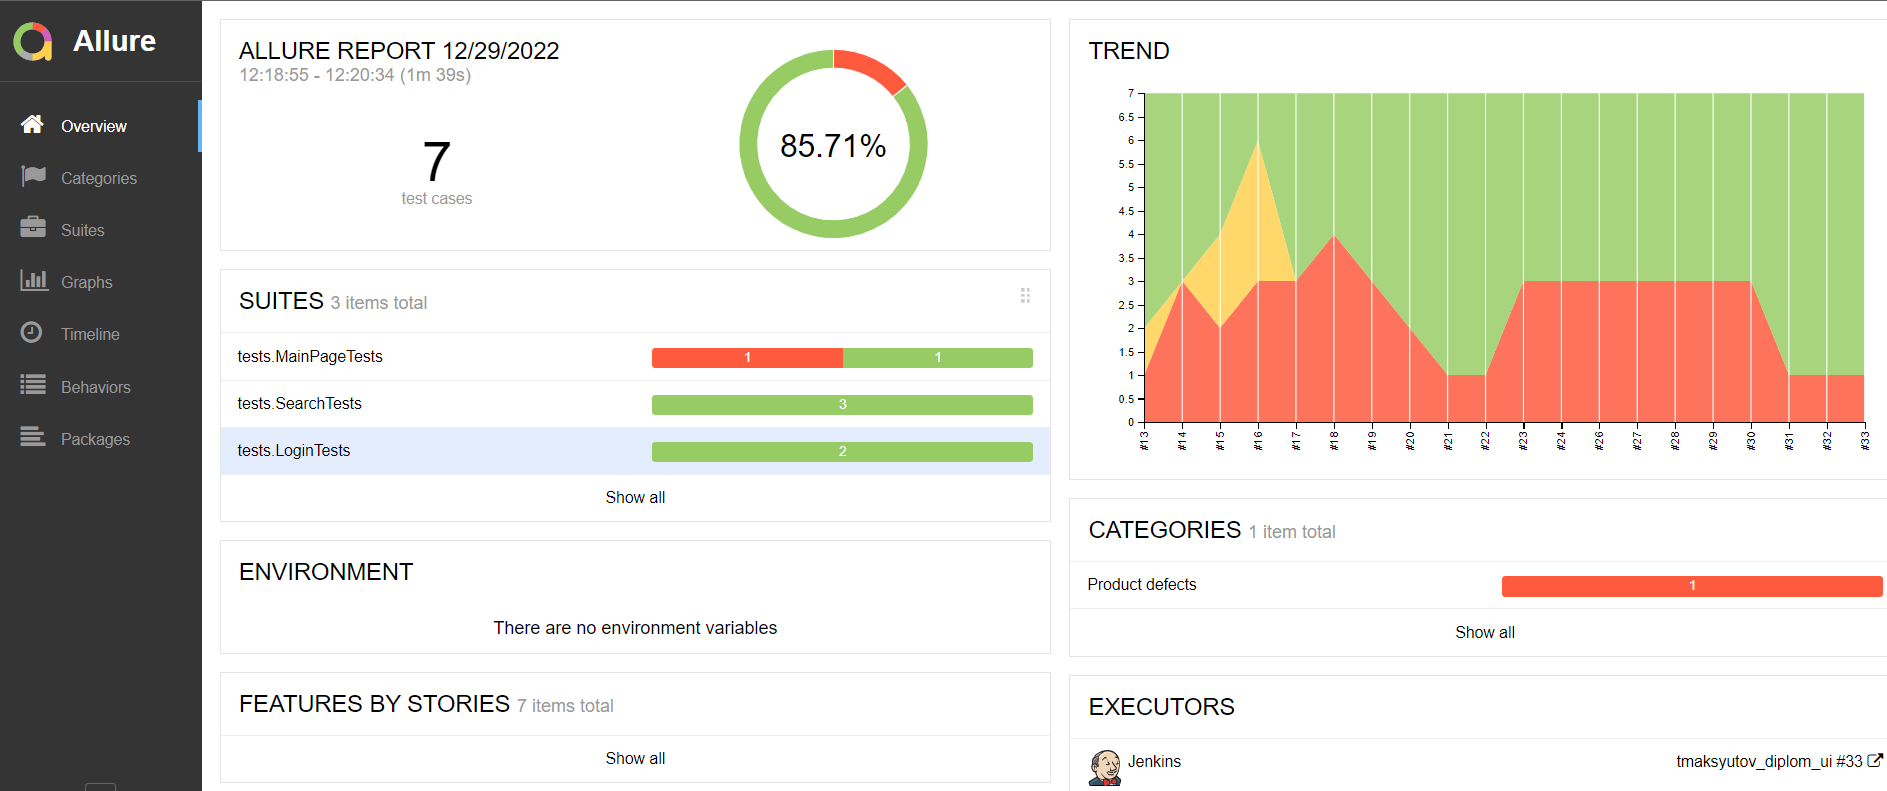 Allure
Overview
Categories
Suites
Graphs
Timeline
Behaviors
Packages
ALLURE REPORT 12/29/2022
12:18:55 - 12:20:34 (1m 39s)
7
test cases
85.71%
SUITES 3 items total
tests.MainPageTests 1 1
tests.SearchTests 3
tests.LoginTests 2
Show all
ENVIRONMENT
There are no environment variables
FEATURES BY STORIES 7 items total
Show all
TREND
7
6.5
6
5.5
5
4.5
4
3.5
3
2.5
2
1.5
1
0.5
0
#13 #14 #15 #16 #17 #18 #19 #20 #21 #22 #23 #24 #26 #27 #28 #29 #30 #31 #32 #33
CATEGORIES 1 item total
Product defects 1
Show all
EXECUTORS
Jenkins tmaksyutov_diplom_ui #33